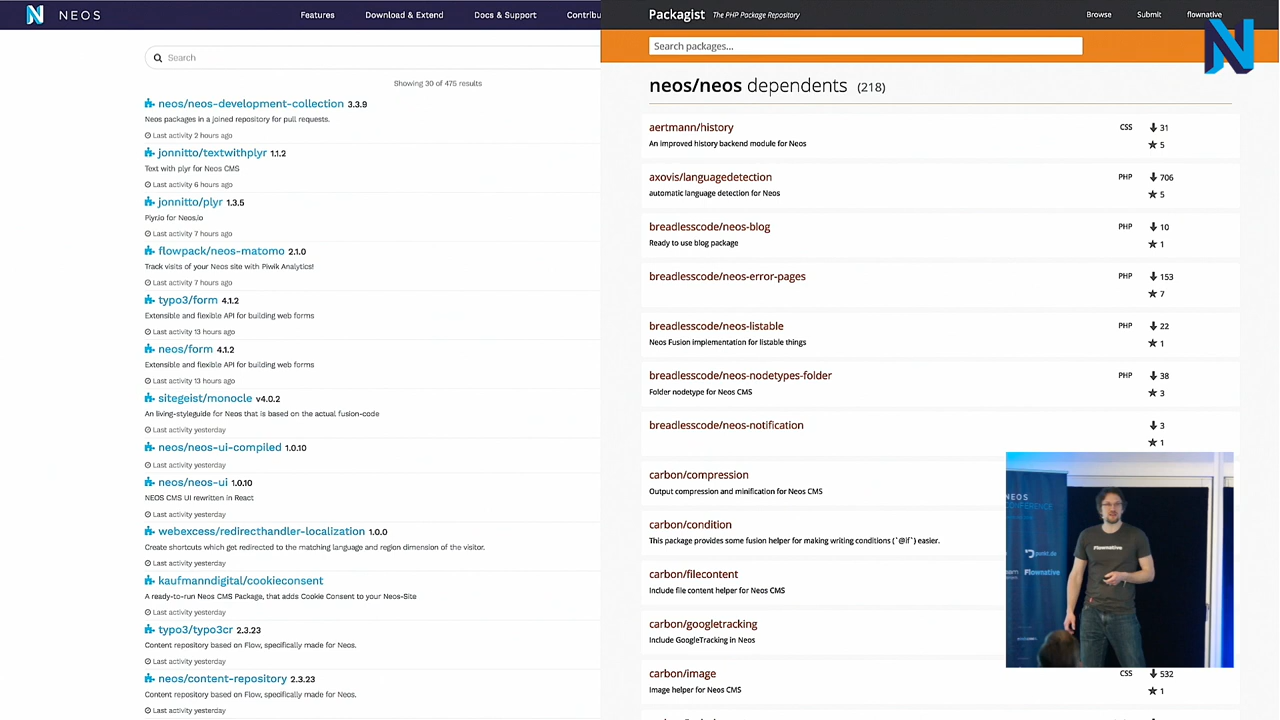 NEOS
Features
Download & Extend
Docs & Support
Contribu
Search
Showing 30 of 475 results
neos/neos-development-collection 3.3.9
Neos packages in a joined repository for pull requests.
Last activity 2 hours ago
jonnitto/textwithplyr 1.1.2
Text with plyr for Neos CMS
Last activity 6 hours ago
jonnitto/plyr 1.3.5
Plyr.io for Neos.io
Last activity 7 hours ago
flowpack/neos-matomo 2.1.0
Track visits of your Neos site with Piwik Analytics!
Last activity 7 hours ago
typo3/form 4.1.2
Extensible and flexible API for building web forms
Last activity 13 hours ago
neos/form 4.1.2
Extensible and flexible API for building web forms
Last activity 13 hours ago
sitegeist/monocle v4.0.2
An living-styleguide for Neos that is based on the actual fusion-code
Last activity yesterday
neos/neos-ui-compiled 1.0.10
Last activity yesterday
neos/neos-ui 1.0.10
NEOS CMS UI rewritten in React
Last activity yesterday
webexcess/redirecthandler-localization 1.0.0
Create shortcuts which get redirected to the matching language and region dimension of the visitor.
Last activity yesterday
kaufmanndigital/cookieconsent
A ready-to-run Neos CMS Package, that adds Cookie Consent to your Neos-Site
Last activity yesterday
typo3/typo3cr 2.3.23
Content repository based on Flow, specifically made for Neos.
Last activity yesterday
neos/content-repository 2.3.23
Content repository based on Flow, specifically made for Neos.
Last activity yesterday
Packagist The PHP Package Repository
Browse
Submit
flownative
Search packages...
neos/neos dependents (218)
aertmann/history
CSS
31
An improved history backend module for Neos
5
axovis/languagedetection
PHP
706
automatic language detection for Neos
5
breadlesscode/neos-blog
PHP
10
Ready to use blog package
1
breadlesscode/neos-error-pages
PHP
153
7
breadlesscode/neos-listable
PHP
22
Neos Fusion implementation for listable things
1
breadlesscode/neos-nodetypes-folder
PHP
38
Folder nodetype for Neos CMS
3
breadlesscode/neos-notification
3
1
carbon/compression
Output compression and minification for Neos CMS
carbon/condition
This package provides some fusion helper for making writing conditions (`@if`) easier.
carbon/filecontent
Include file content helper for Neos CMS
carbon/googletracking
Include GoogleTracking in Neos
carbon/image
CSS
532
Image helper for Neos CMS
1
NEOS
CONFERENCE
punkt.de
Flownative
Flownative